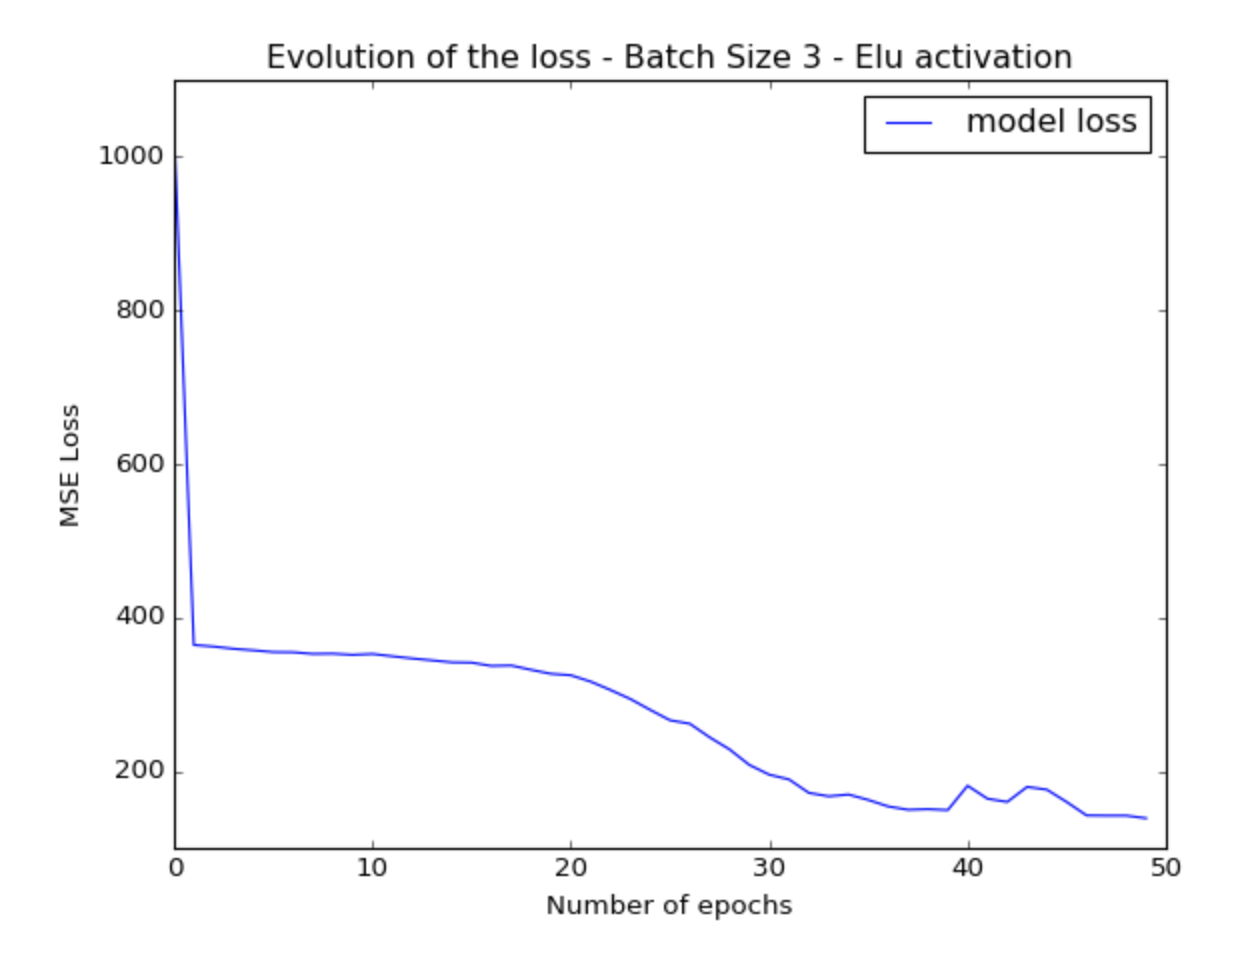 Evolution of the loss - Batch Size 3 - Elu activation
model loss
1000
800
600
400
200
MSE Loss
0 10 20 30 40 50
Number of epochs